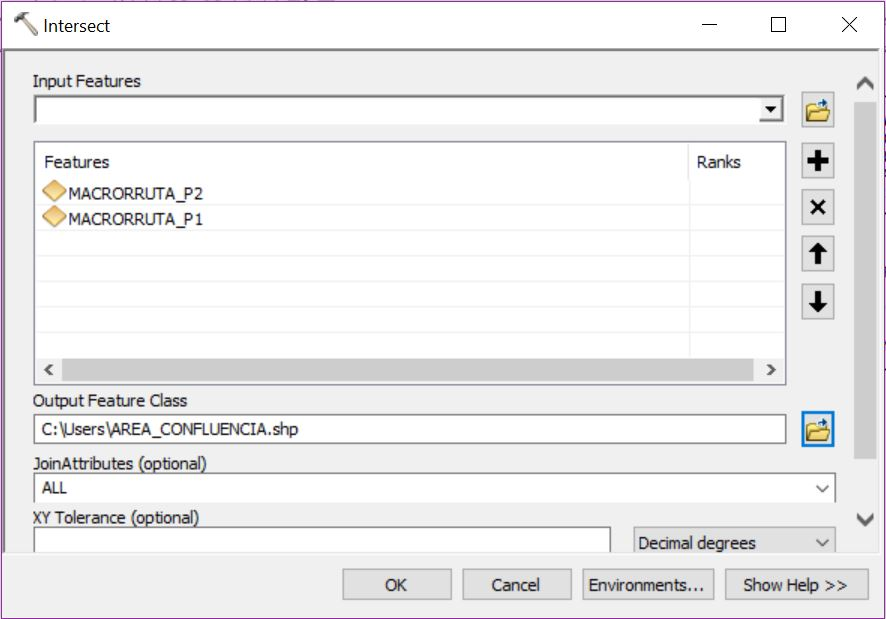 Intersect
Input Features
Features Ranks
MACRORRUTA_P2
MACRORRUTA_P1
Output Feature Class
C:\Users\AREA_CONFLUENCIA.shp
JoinAttributes (optional)
ALL
XY Tolerance (optional)
Decimal degrees
OK Cancel Environments... Show Help >>